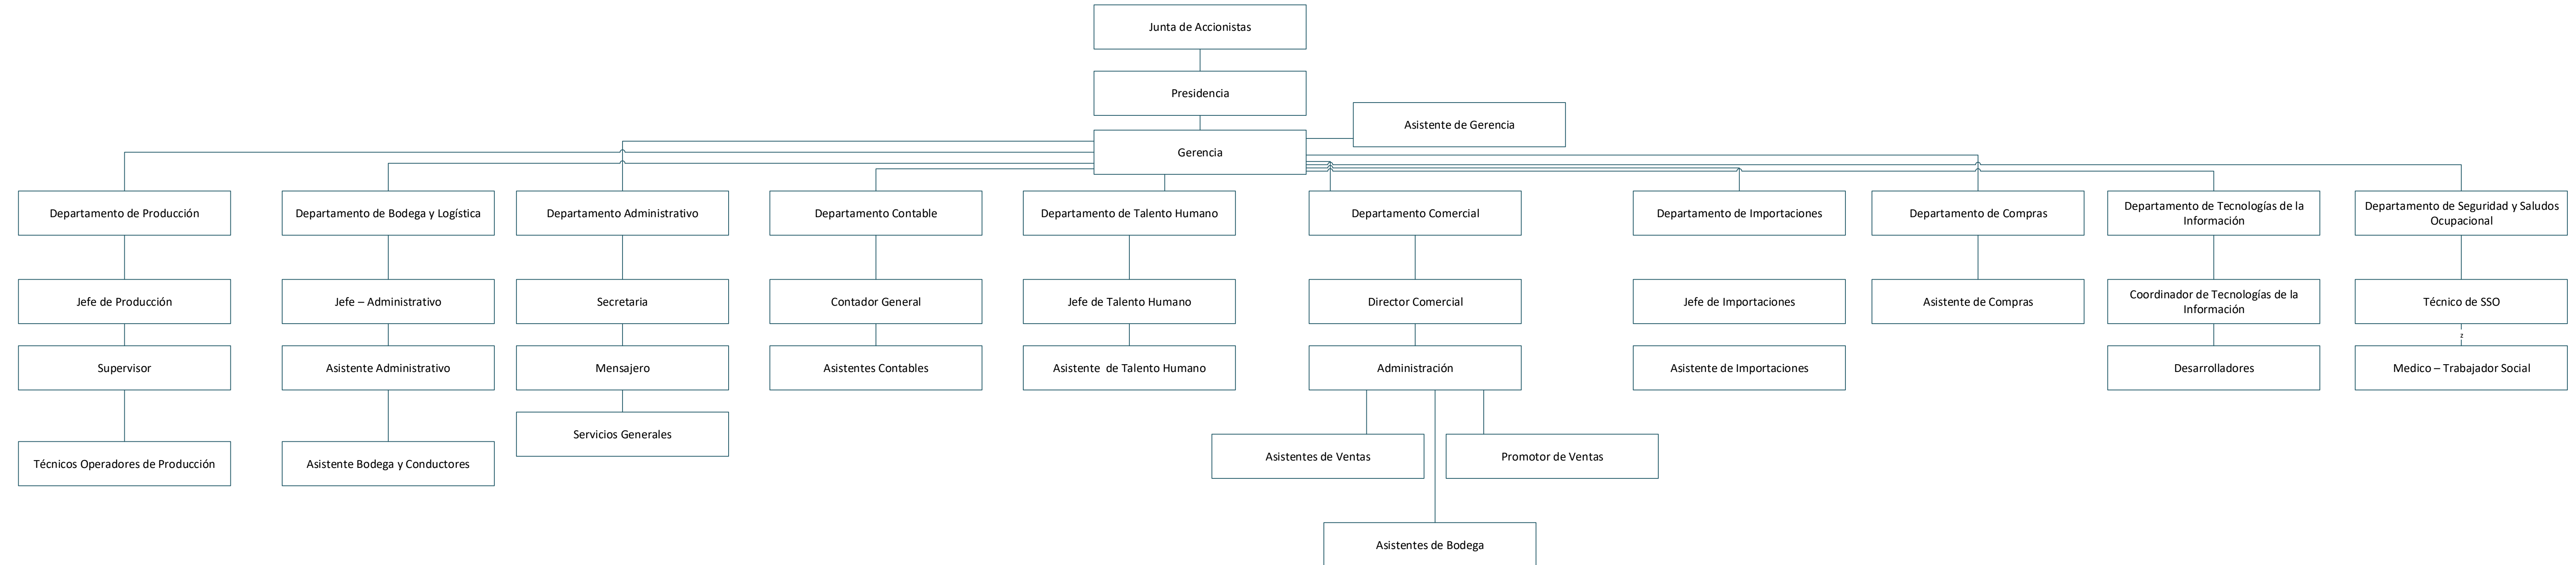 Junta de Accionistas
Presidencia
Asistente de Gerencia
Gerencia
Departamento de Producción
Departamento de Bodega y Logística
Departamento Administrativo
Departamento Contable
Departamento de Talento Humano
Departamento Comercial
Departamento de Importaciones
Departamento de Compras
Departamento de Tecnologías de la
Información
Departamento de Seguridad y Saludos
Ocupacional
Jefe de Producción
Jefe – Administrativo
Secretaria
Contador General
Jefe de Talento Humano
Director Comercial
Jefe de Importaciones
Asistente de Compras
Coordinador de Tecnologías de la
Información
Técnico de SSO
z
Supervisor
Asistente Administrativo
Mensajero
Asistentes Contables
Asistente  de Talento Humano
Administración
Asistente de Importaciones
Desarrolladores
Medico – Trabajador Social
Servicios Generales
Técnicos Operadores de Producción
Asistente Bodega y Conductores
Asistentes de Ventas
Promotor de Ventas
Asistentes de Bodega